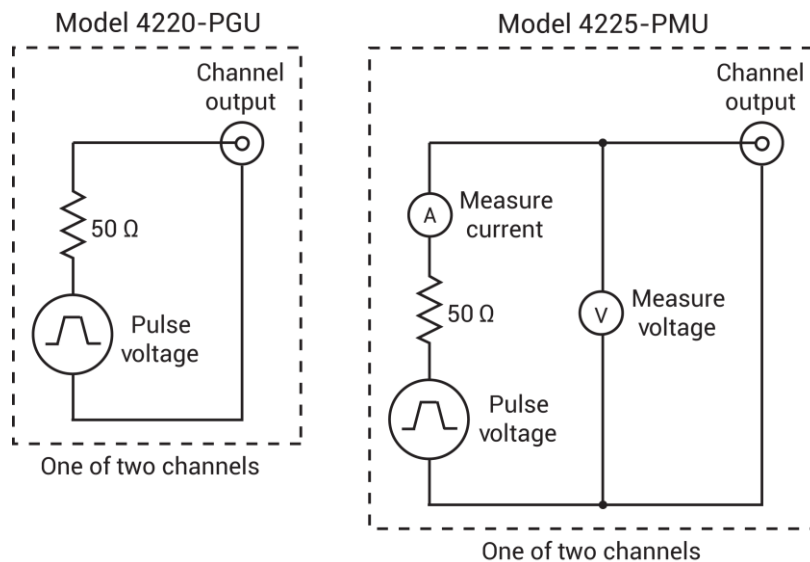 Model 4220-PGU
Channel
output
50 Ω
Pulse
voltage
One of two channels
Model 4225-PMU
Channel
output
A
Measure
current
50 Ω
V
Measure
voltage
Pulse
voltage
One of two channels